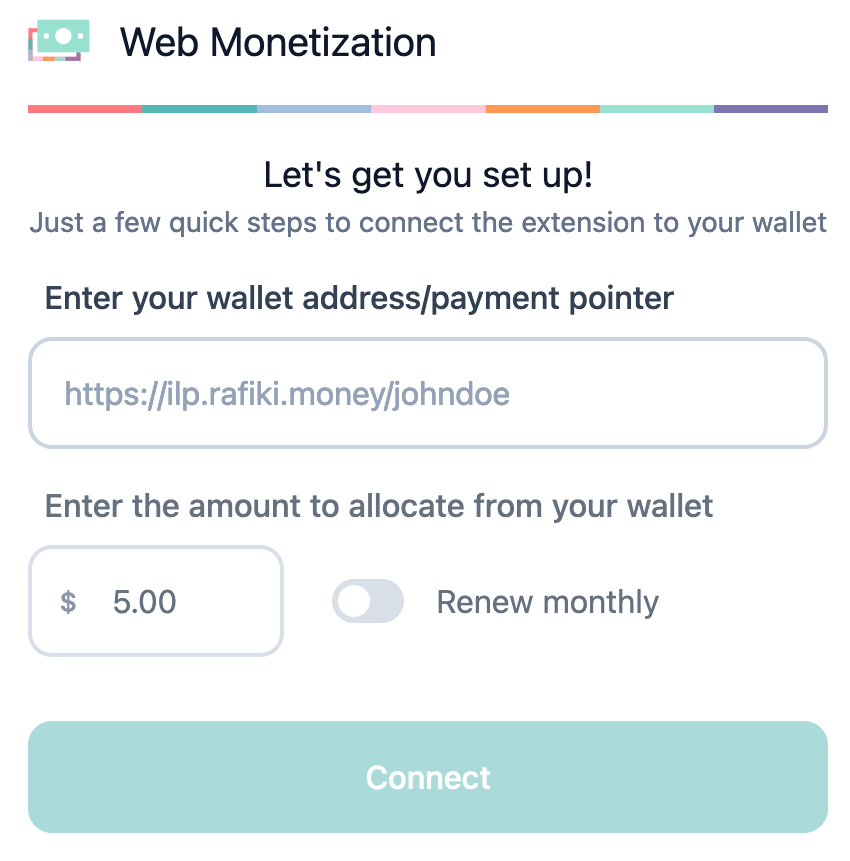 Web Monetization
Let's get you set up!
Just a few quick steps to connect the extension to your wallet
Enter your wallet address/payment pointer
https://ilp.rafiki.money/johndoe
Enter the amount to allocate from your wallet
$ 5.00 Renew monthly
Connect